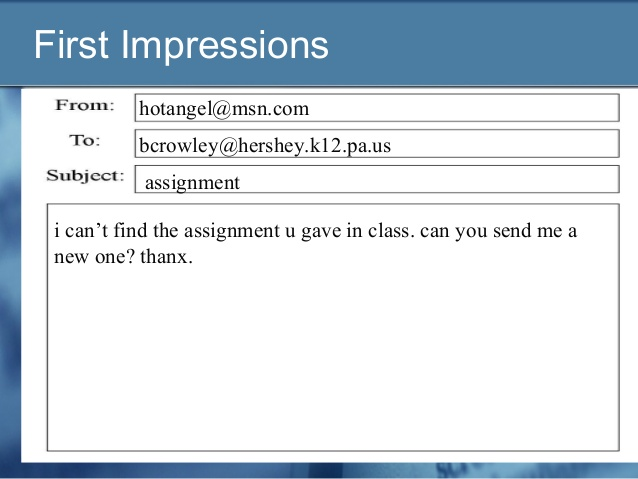 First Impressions
From: hotangel@msn.com
To: bcrowley@hershey.k12.pa.us
Subject: assignment
i can’t find the assignment u gave in class. can you send me a
new one? thanx.